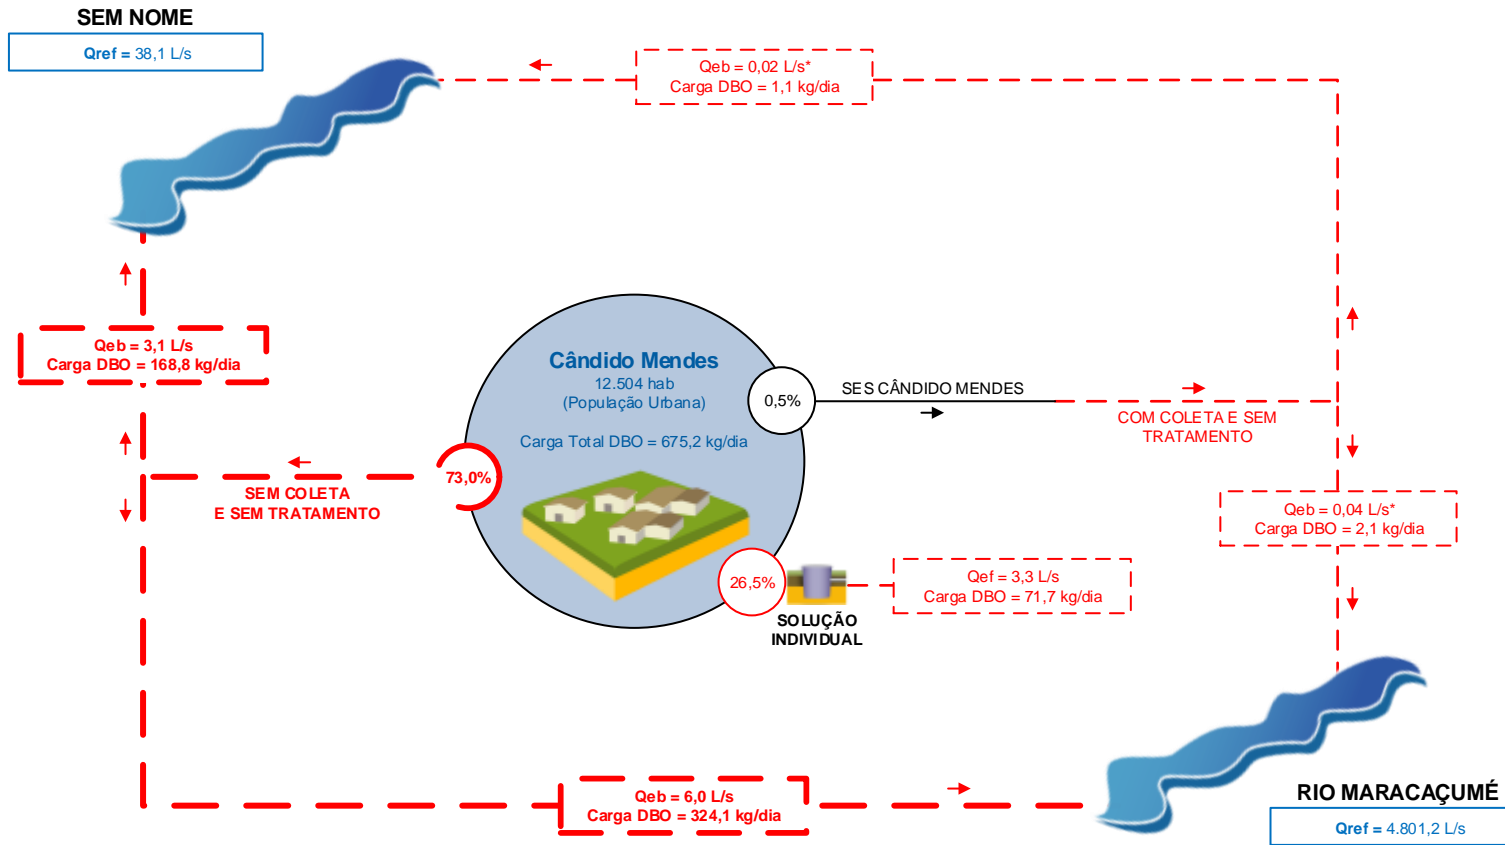 SEM NOME
Qref = 38,1 L/s
Qeb = 0,02 L/s*
Carga DBO = 1,1 kg/dia
Qeb = 3,1 L/s
Carga DBO = 168,8 kg/dia
Cândido Mendes
12.504 hab
(População Urbana)
Carga Total DBO = 675,2 kg/dia
0,5%
SES CÂNDIDO MENDES
COM COLETA E SEM
TRATAMENTO
73,0%
SEM COLETA
E SEM TRATAMENTO
Qeb = 0,04 L/s*
Carga DBO = 2,1 kg/dia
26,5%
SOLUÇÃO
INDIVIDUAL
Qef = 3,3 L/s
Carga DBO = 71,7 kg/dia
Qeb = 6,0 L/s
Carga DBO = 324,1 kg/dia
RIO MARACAÇUMÉ
Qref = 4.801,2 L/s